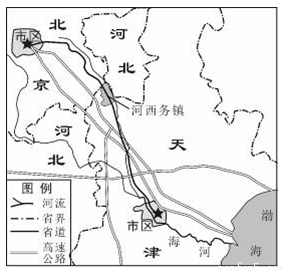 北
河
北
市区
京
河西务镇
河
北
天
图例
河流
省界
省道
高速
公路
市区
海河
津
渤
海